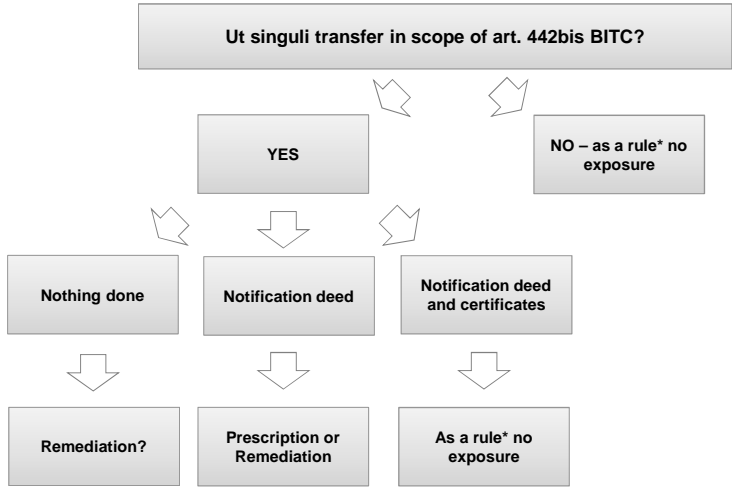 Ut singuli transfer in scope of art. 442bis BITC?
YES
NO – as a rule* no
exposure
Nothing done
Notification deed
Notification deed
and certificates
Remediation?
Prescription or
Remediation
As a rule* no
exposure